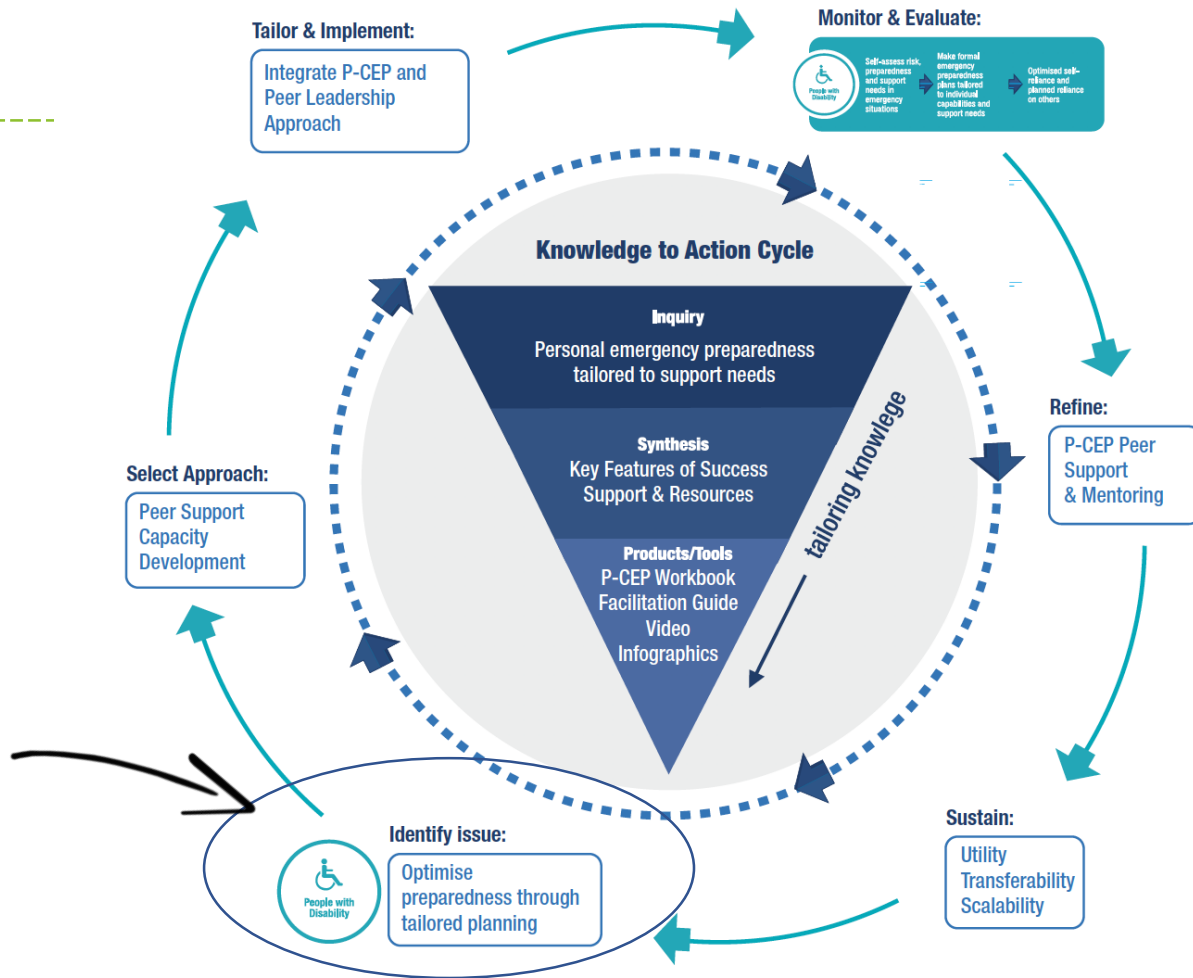 Tailor & Implement:
Integrate P-CEP and
Peer Leadership
Approach
Monitor & Evaluate:
People with
Disability
Self-assess risk,
preparedness
and support
needs in
emergency
situations
Make formal
emergency
preparedness
plans tailored
to individual
capabilities and
support needs
Optimised self-
reliance and
planned reliance
on others
Knowledge to Action Cycle
Inquiry
Personal emergency preparedness
tailored to support needs
Synthesis
Key Features of Success
Support & Resources
Products/Tools
P-CEP Workbook
Facilitation Guide
Video
Infographics
tailoring knowlege
Refine:
P-CEP Peer
Support
& Mentoring
Select Approach:
Peer Support
Capacity
Development
Sustain:
Utility
Transferability
Scalability
Identify issue:
People with
Disability
Optimise
preparedness through
tailored planning